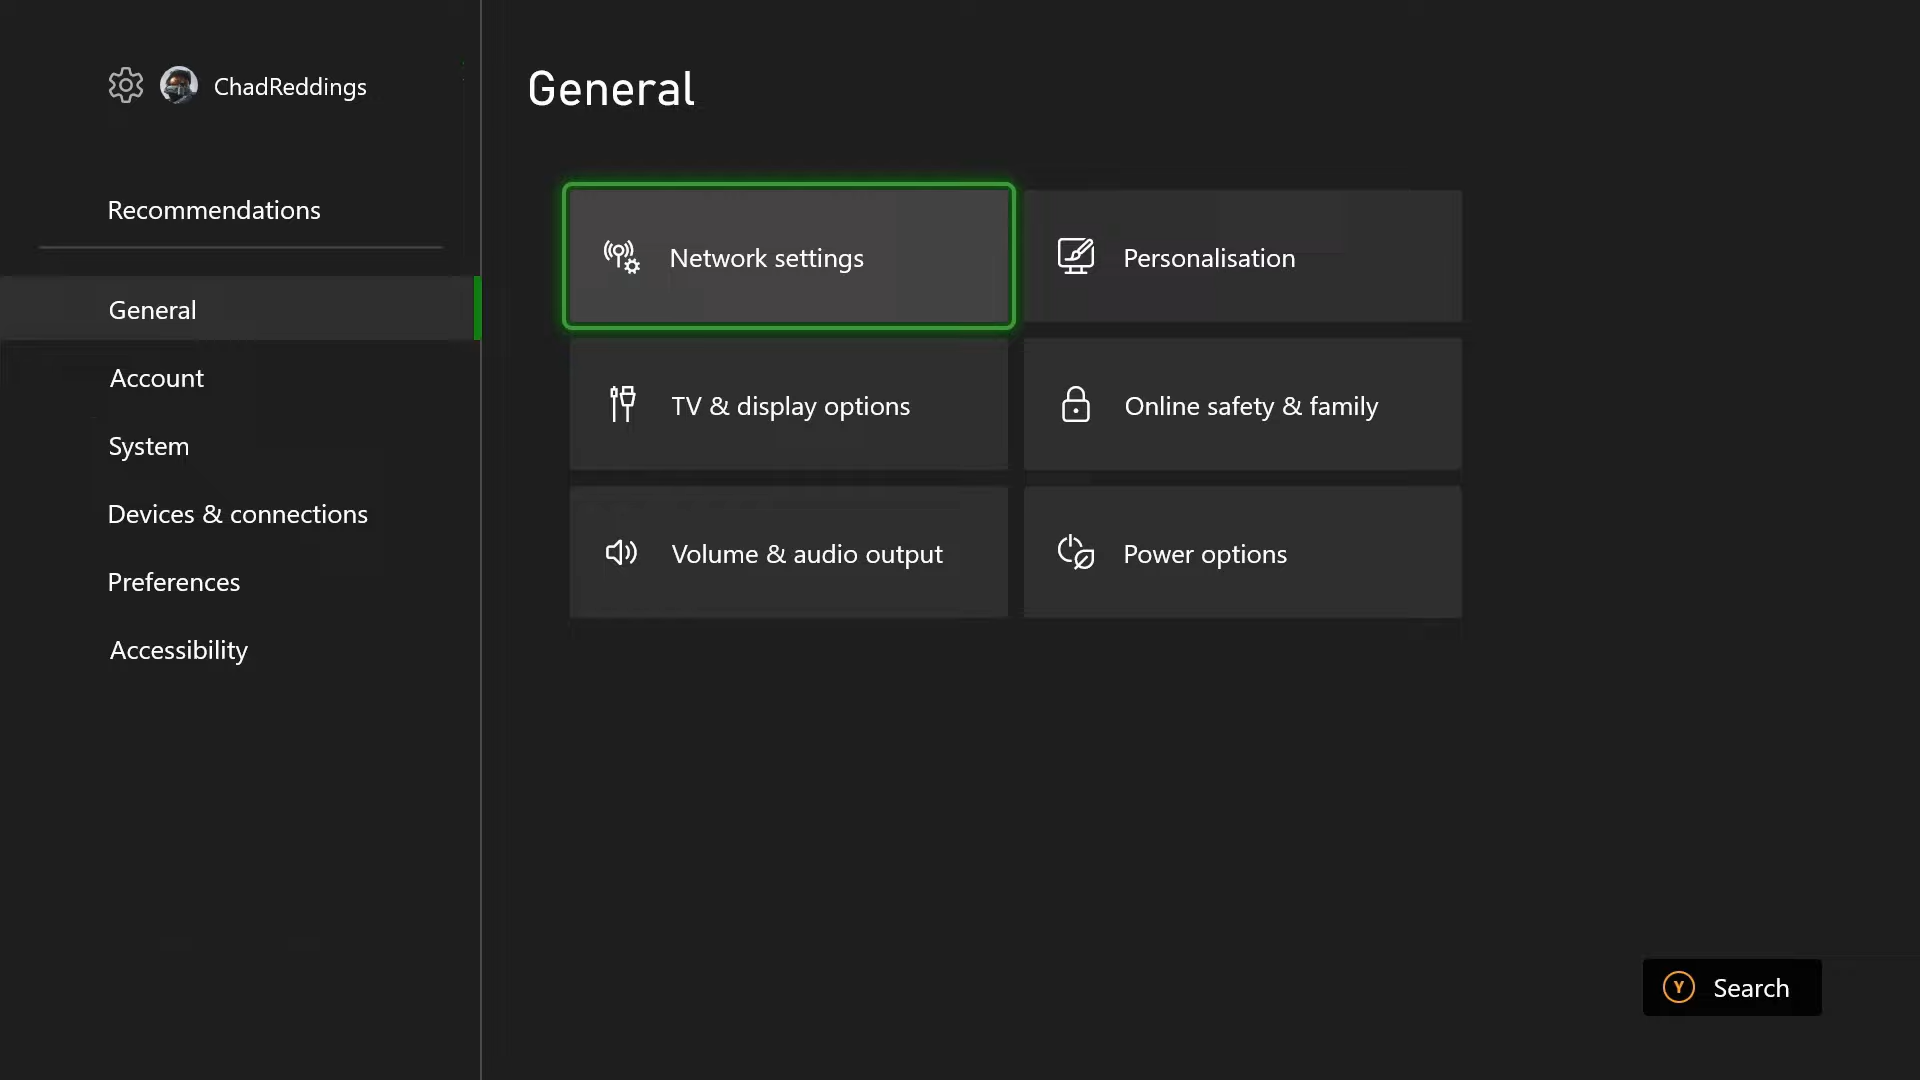 ChadReddings
Recommendations
General
Account
System
Devices & connections
Preferences
Accessibility
General
Network settings
Personalisation
TV & display options
Online safety & family
Volume & audio output
Power options
Y Search